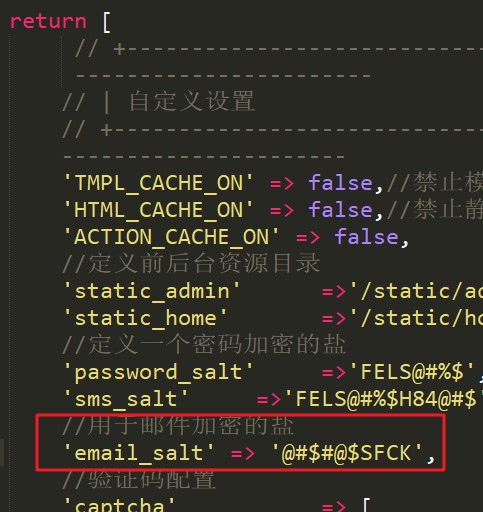 return [
// +-----------------------------
----------------------
// | 自定义设置
// +-----------------------------
---------------------
'TMPL_CACHE_ON' => false,//禁止模
'HTML_CACHE_ON' => false,//禁止静
'ACTION_CACHE_ON' => false,
//定义前后台资源目录
'static_admin' =>'/static/ad
'static_home' =>'/static/ho
//定义一个密码加密的盐
'password_salt' =>'FELS@#%$',
'sms_salt' =>'FELS@#%$H84@#$'
//用于邮件加密的盐
'email_salt' => '@#$#@$SFCK',
//验证码配置
'captcha' => [